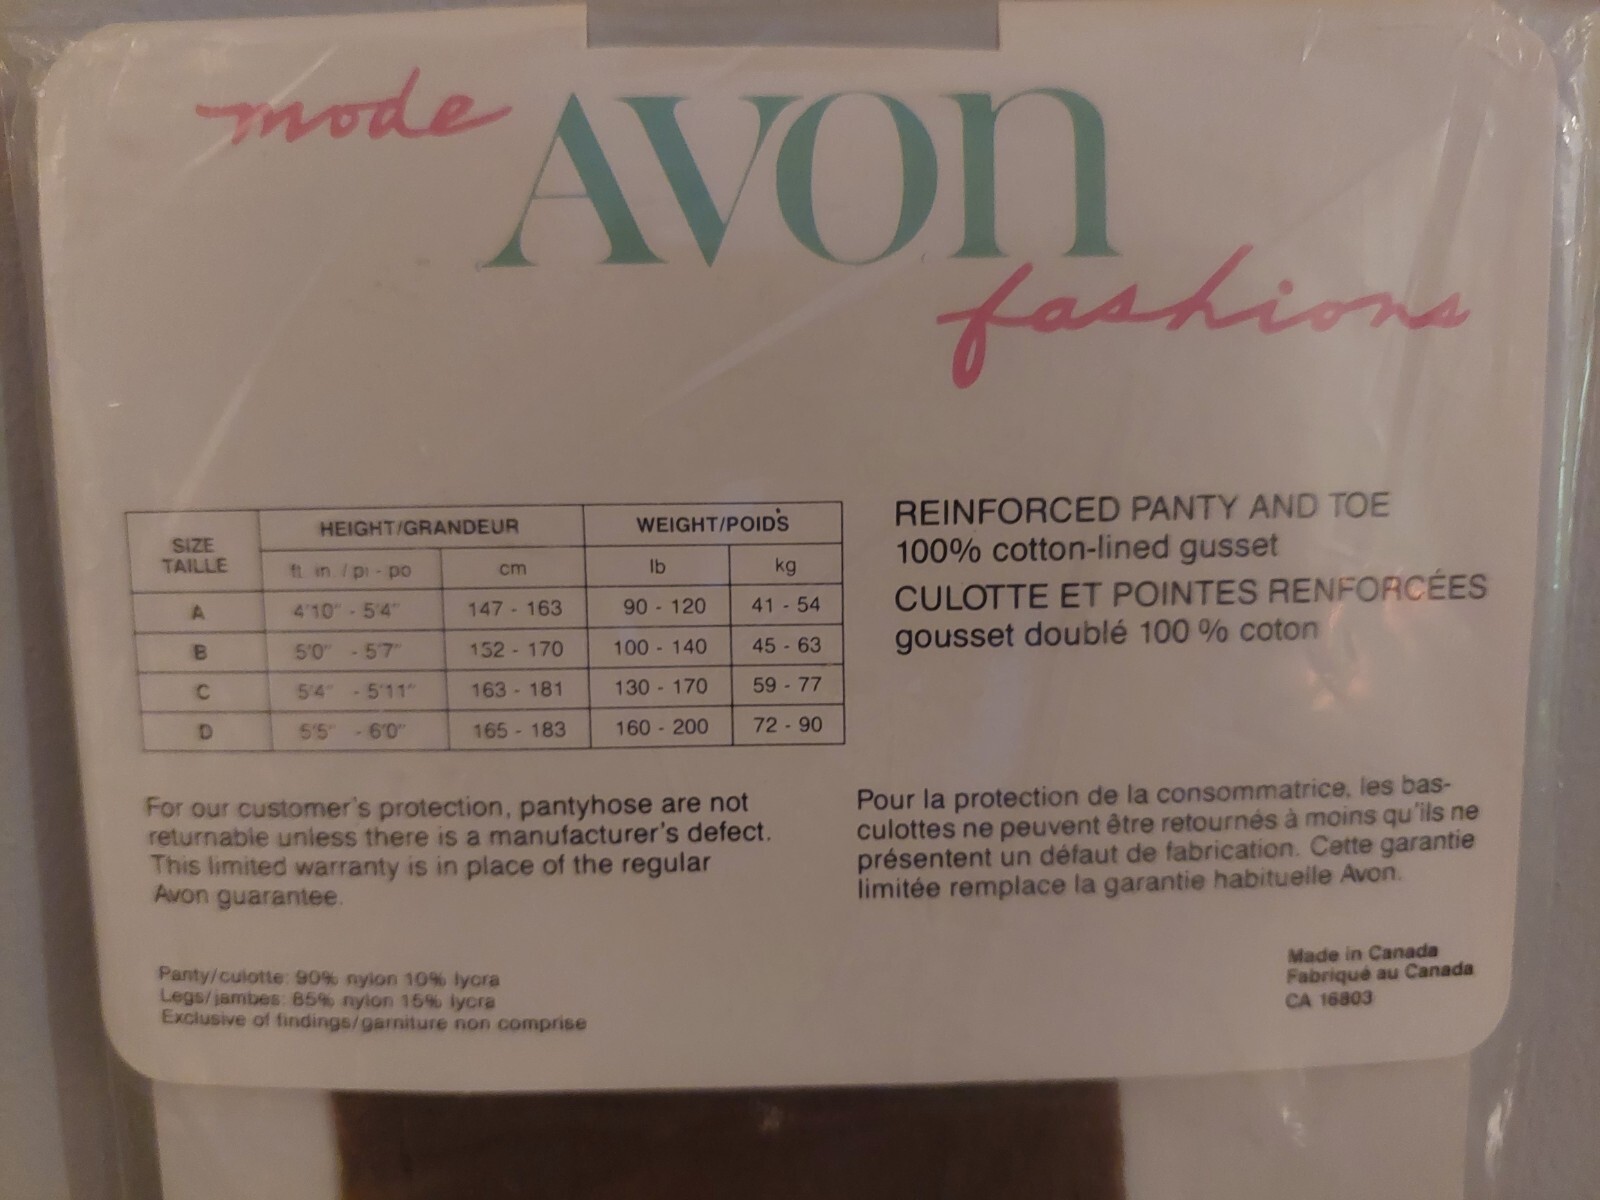 mode AVON
fashions
SIZE TAILLE HEIGHT/GRANDEUR WEIGHT/POIDS
ft. in. / pi - po cm lb kg
A 4'10" - 5'4" 147 - 163 90 - 120 41 - 54
B 5'0" - 5'7" 152 - 170 100 - 140 45 - 63
C 5'4" - 5'11" 163 - 181 130 - 170 59 - 77
D 5'5" - 6'0" 165 - 183 160 - 200 72 - 90
REINFORCED PANTY AND TOE
100% cotton-lined gusset
CULOTTE ET POINTES RENFORCÉES
gousset doublé 100 % coton
For our customer's protection, pantyhose are not
returnable unless there is a manufacturer's defect.
This limited warranty is in place of the regular
Avon guarantee.
Pour la protection de la consommatrice, les bas-
culottes ne peuvent être retournés à moins qu'ils ne
présentent un défaut de fabrication. Cette garantie
limitée remplace la garantie habituelle Avon.
Panty/culotte: 90% nylon 10% lycra
Legs/jambes: 85% nylon 15% lycra
Exclusive of findings/garniture non comprise
Made in Canada
Fabriqué au Canada
CA 16803